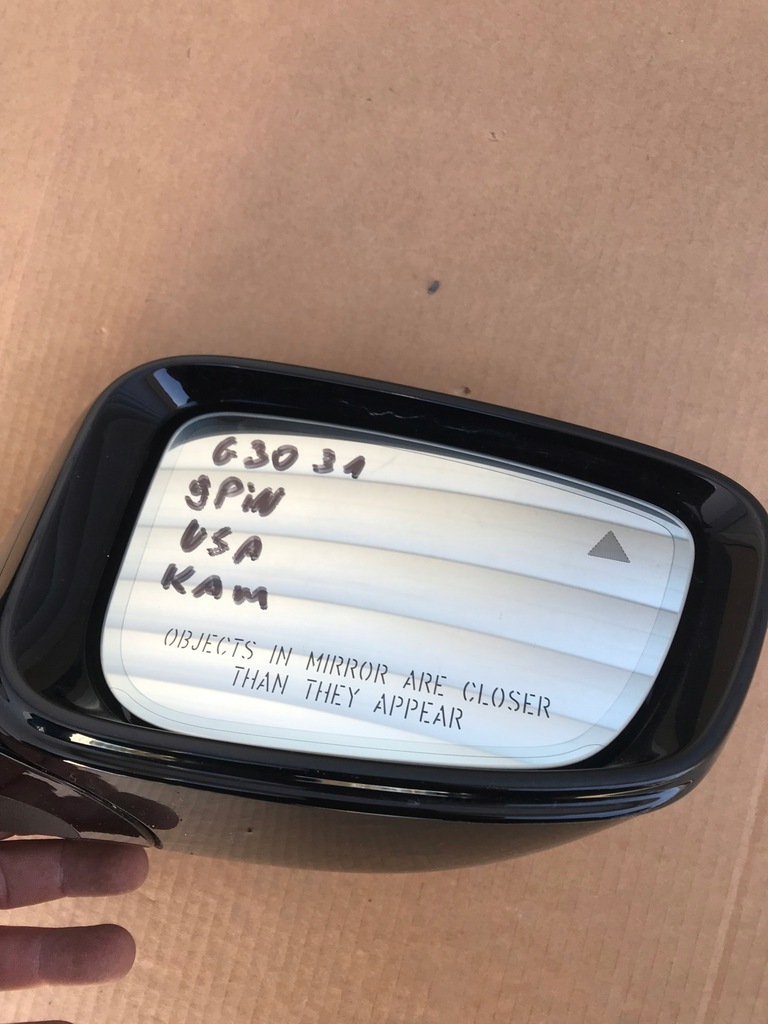 G30 31
9PiN
USA
KAM
OBJECTS IN MIRROR ARE CLOSER
THAN THEY APPEAR